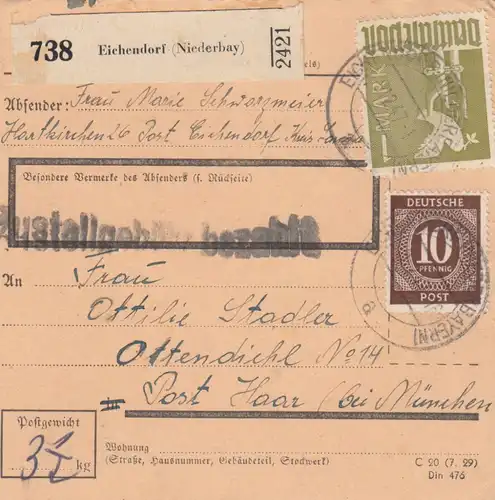 738 Eichendorf (Niederbay) 2421
Absender: Frau Marie Schwarzmeier
Hartkirchen 26 Post Eichendorf
Besondere Vermerke des Absenders (s. Rückseite)
Zustellgebühr bezahlt
An Frau
Ottilie Stadler
Ottendichl No 14
Post Haar (bei München
Postgewicht
kg
Wohnung
(Straße, Hausnummer, Gebäudeteil, Stockwerk)
C 20 (7. 29)
Din 476
MARK
DEUTSCHE
10
PFENNIG
POST